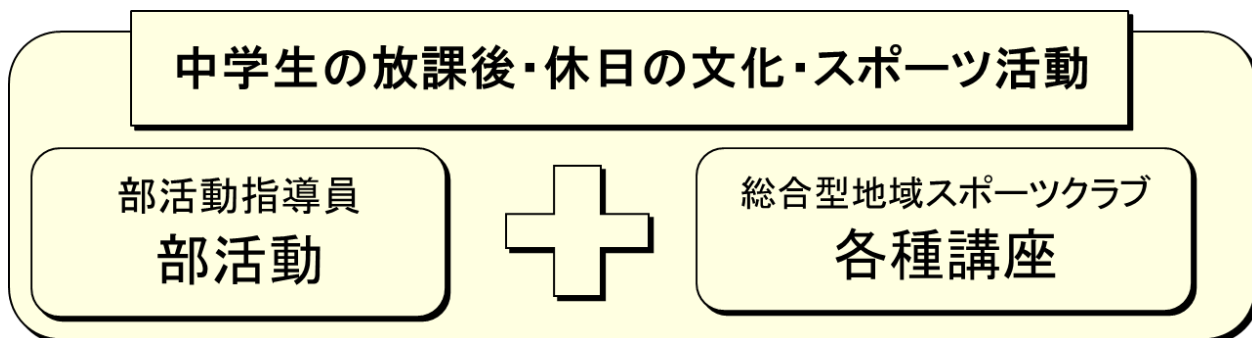 中学生の放課後・休日の文化・スポーツ活動
部活動指導員
部活動
総合型地域スポーツクラブ
各種講座